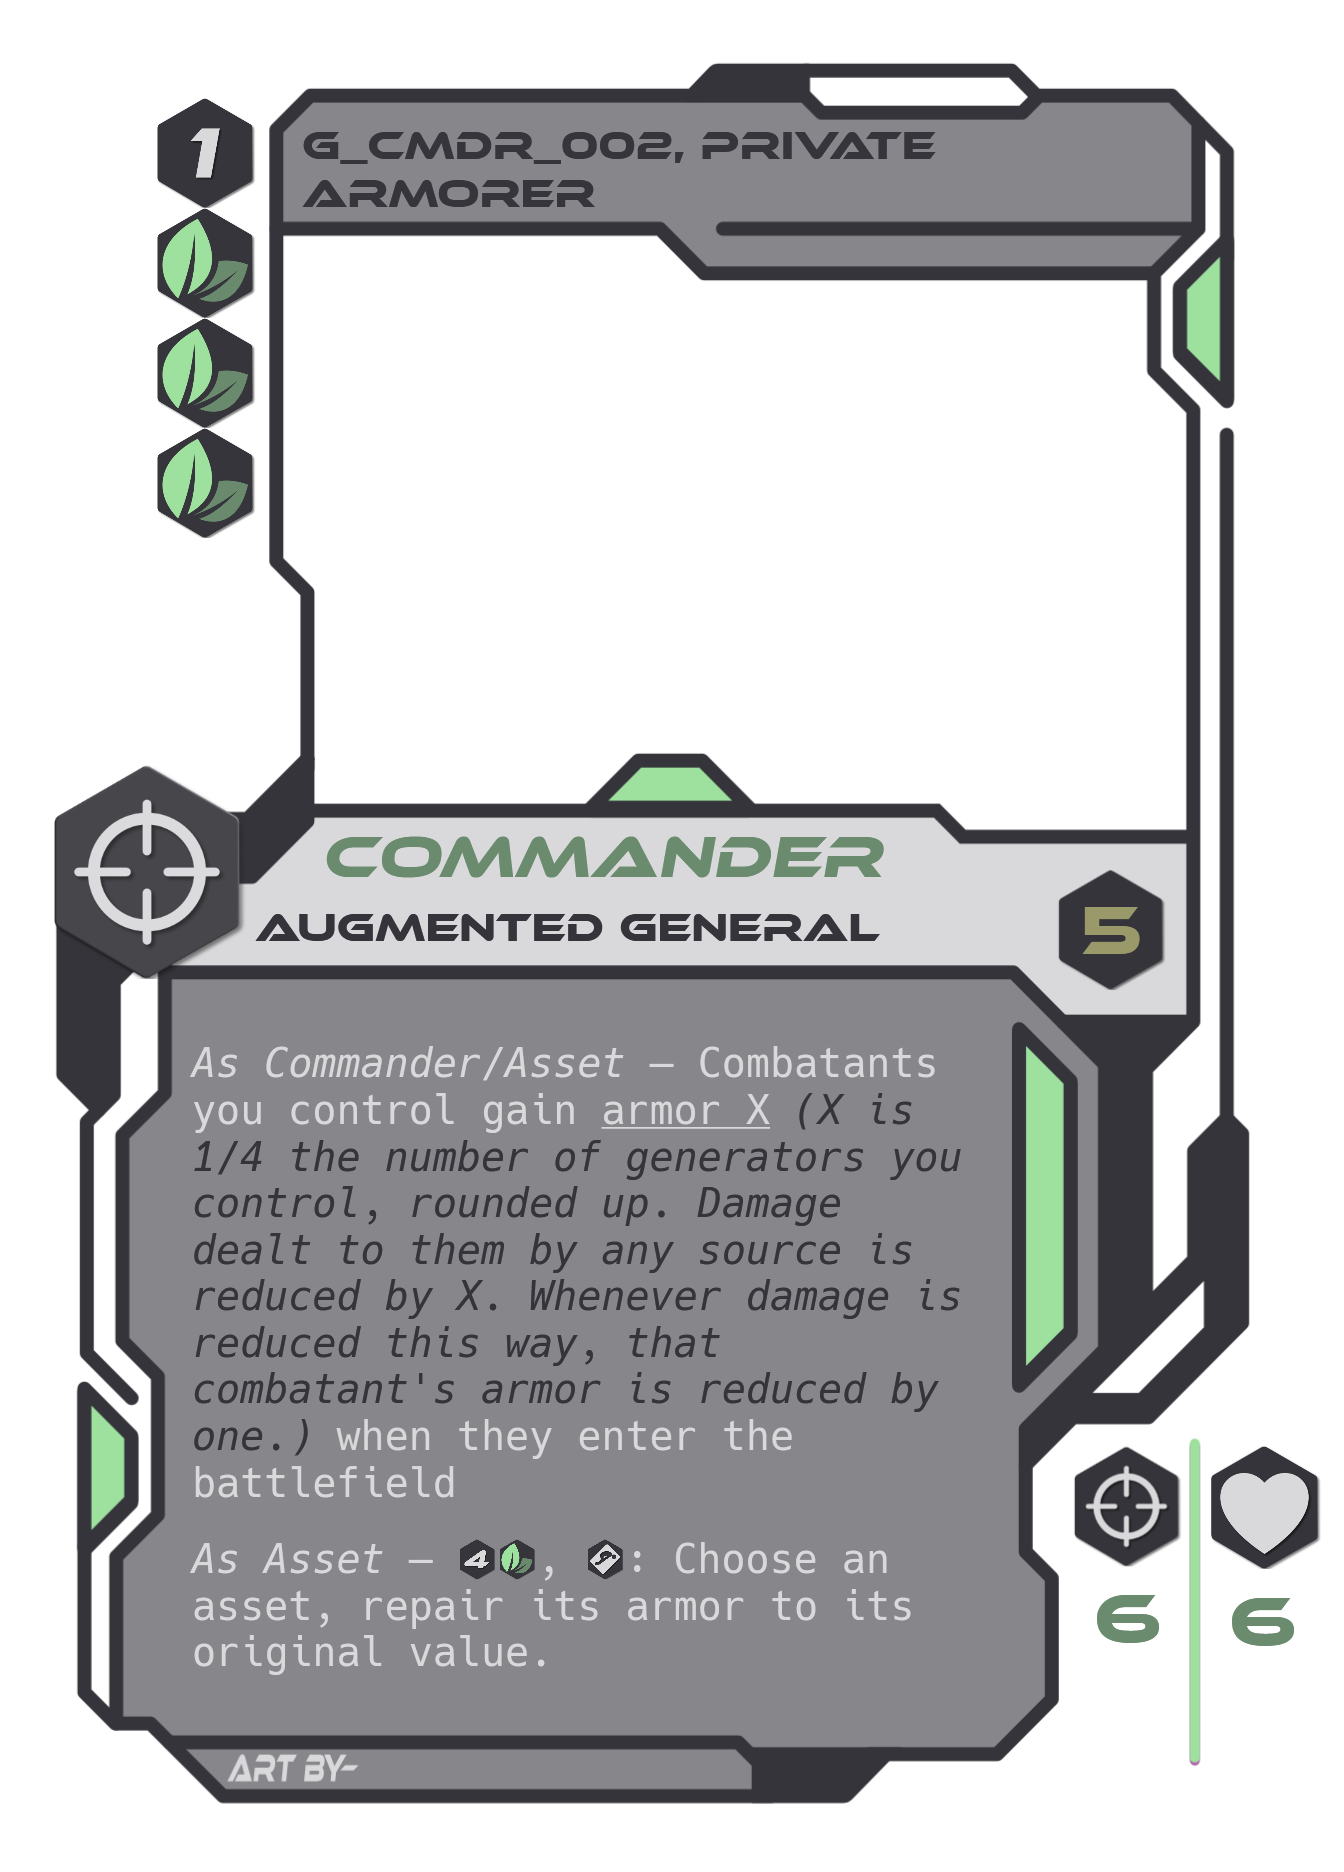 1
G_CMDR_002, PRIVATE
ARMORER
COMMANDER
AUGMENTED GENERAL
5
As Commander/Asset – Combatants
you control gain armor X (X is
1/4 the number of generators you
control, rounded up. Damage
dealt to them by any source is
reduced by X. Whenever damage is
reduced this way, that
combatant's armor is reduced by
one.) when they enter the
battlefield
As Asset – 4, : Choose an
asset, repair its armor to its
original value.
6
6
ART BY-